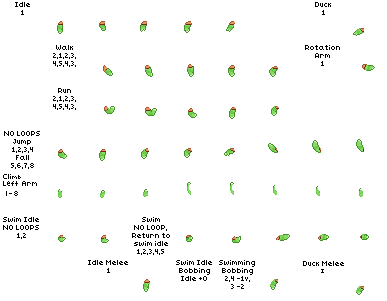 Idle
1
Duck
1
Walk
2,1,2,3,
4,5,4,3,
Rotation
Arm
1
Run
2,1,2,3,
4,5,4,3,
NO LOOPS
Jump
1,2,3,4
Fall
5,6,7,8
Climb
Left Arm
1-8
Swim Idle
NO LOOPS
1,2
Swim
NO LOOP,
Return to
swim idle
1,2,3,4,5
Swim Idle
Bobbing
Idle +0
Swimming
Bobbing
2,4 -1v,
3 -2
Idle Melee
1
Duck Melee
1